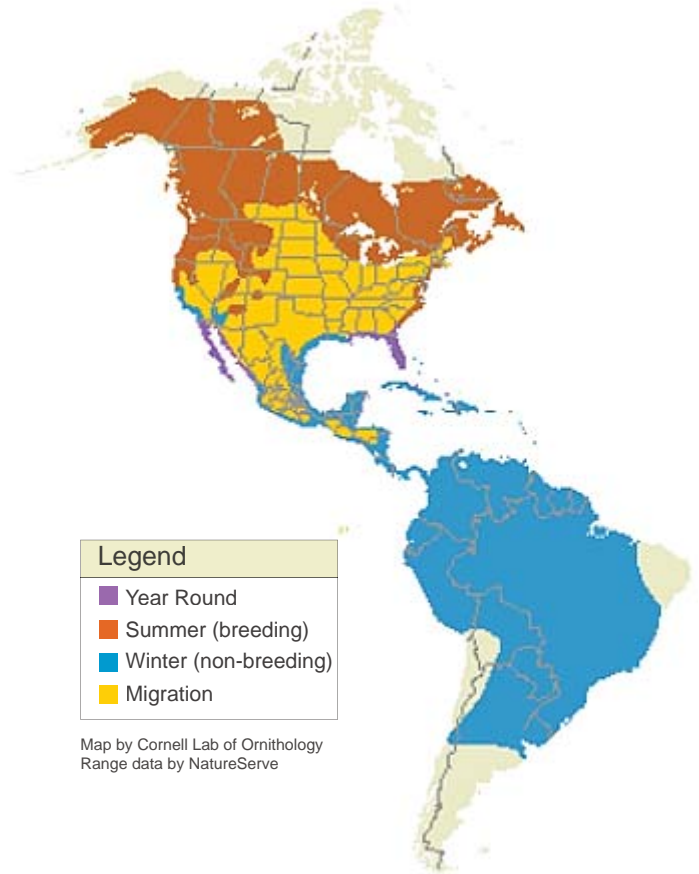 Legend
Year Round
Summer (breeding)
Winter (non-breeding)
Migration
Map by Cornell Lab of Ornithology
Range data by NatureServe